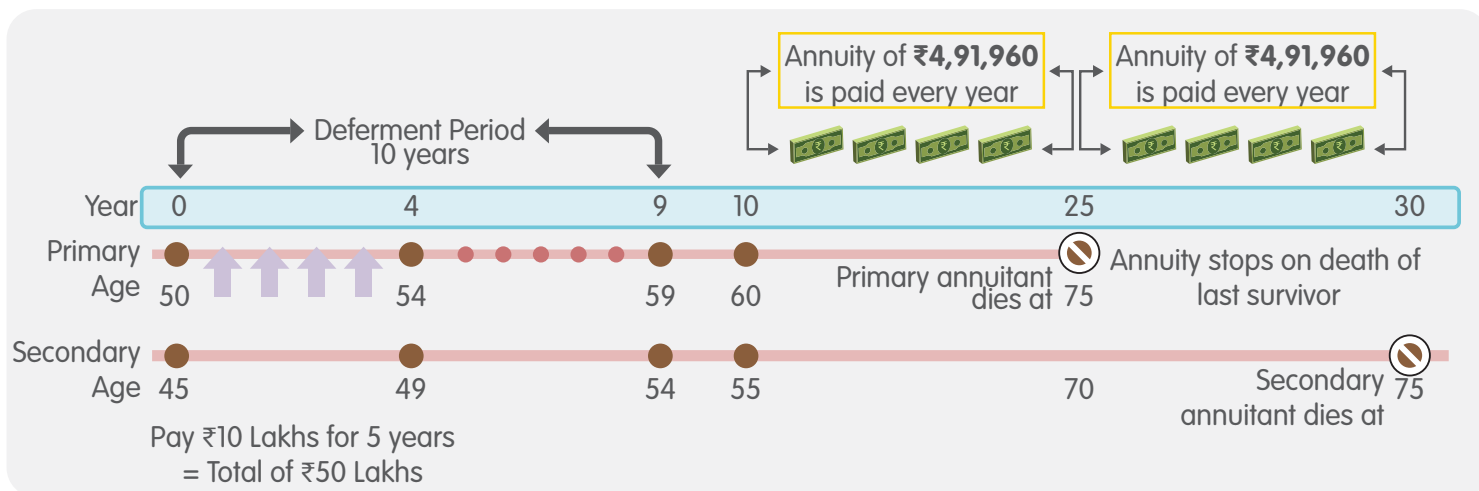 Annuity of ₹4,91,960
is paid every year
Annuity of ₹4,91,960
is paid every year
Deferment Period
10 years
Year 0 4 9 10 25 30
Primary
Age
50 54 59 60
Primary annuitant
dies at 75
Annuity stops on death of
last survivor
Secondary
Age
45 49 54 55 70
Secondary
annuitant dies at
75
Pay ₹10 Lakhs for 5 years
= Total of ₹50 Lakhs